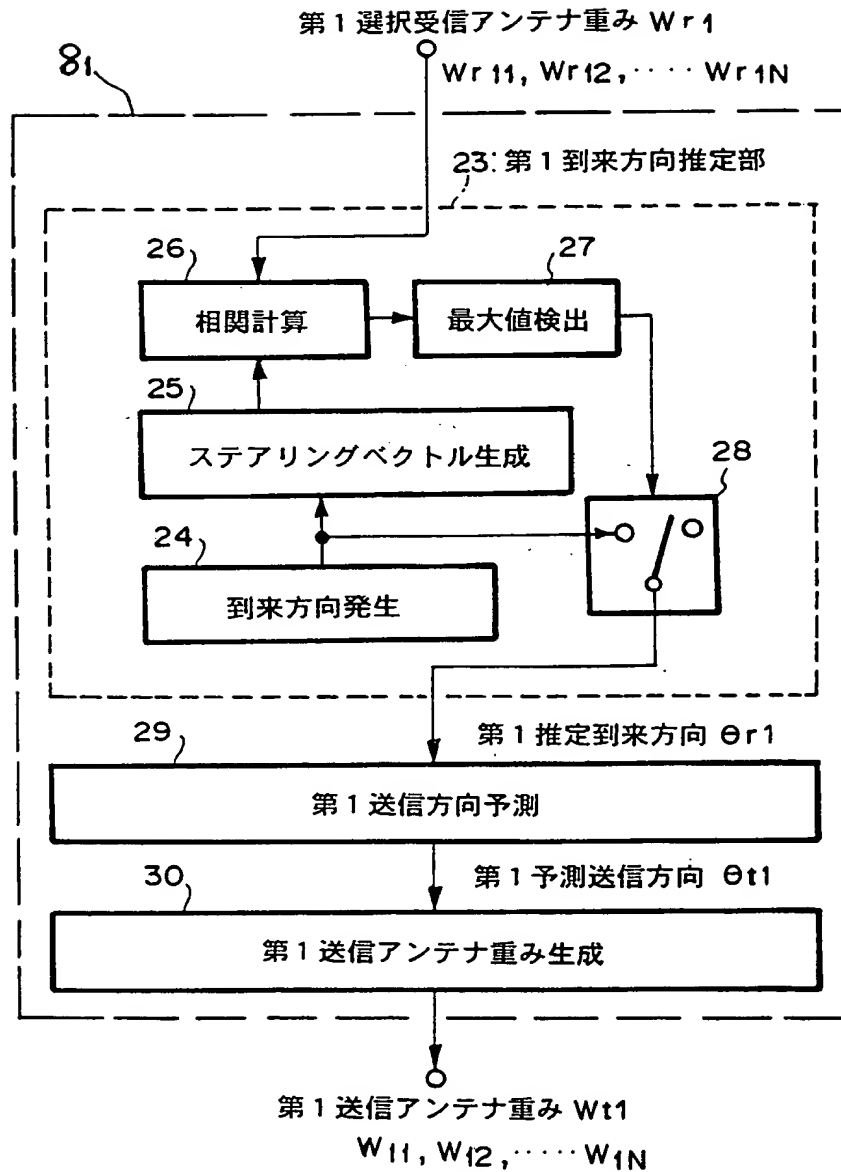 第1選択受信アンテナ重み Wr1
Wr11, Wr12, ‥‥ Wr1N
81
23: 第1到来方向推定部
26
相関計算
27
最大値検出
25
ステアリングベクトル生成
28
24
到来方向発生
第1推定到来方向 θr1
29
第1送信方向予測
第1予測送信方向 θt1
30
第1送信アンテナ重み生成
第1送信アンテナ重み Wt1
W11, W12, ‥‥‥ W1N